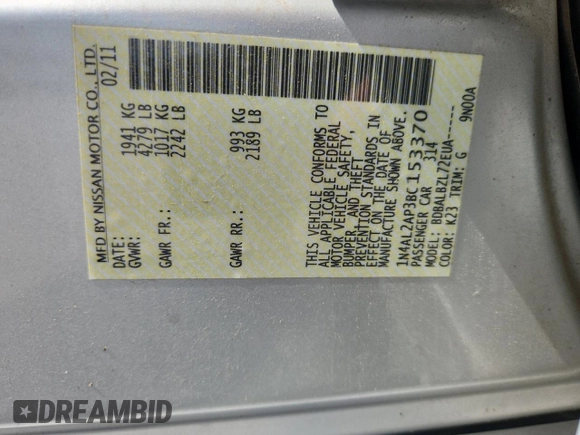 MFD BY NISSAN MOTOR CO., LTD.
DATE: 02/11
GVWR: 1941 KG
4279 LB
GAWR FR.: 1017 KG
2242 LB
GAWR RR.: 993 KG
2189 LB
THIS VEHICLE CONFORMS TO
ALL APPLICABLE FEDERAL
MOTOR VEHICLE SAFETY,
BUMPER, AND THEFT
PREVENTION STANDARDS IN
EFFECT ON THE DATE OF
MANUFACTURE SHOWN ABOVE.
1N4AL2AP3BC153370
PASSENGER CAR 314
MODEL: BDBALBZL72EUA-----
COLOR: K23 TRIM: G 9N00A
DREAMBID